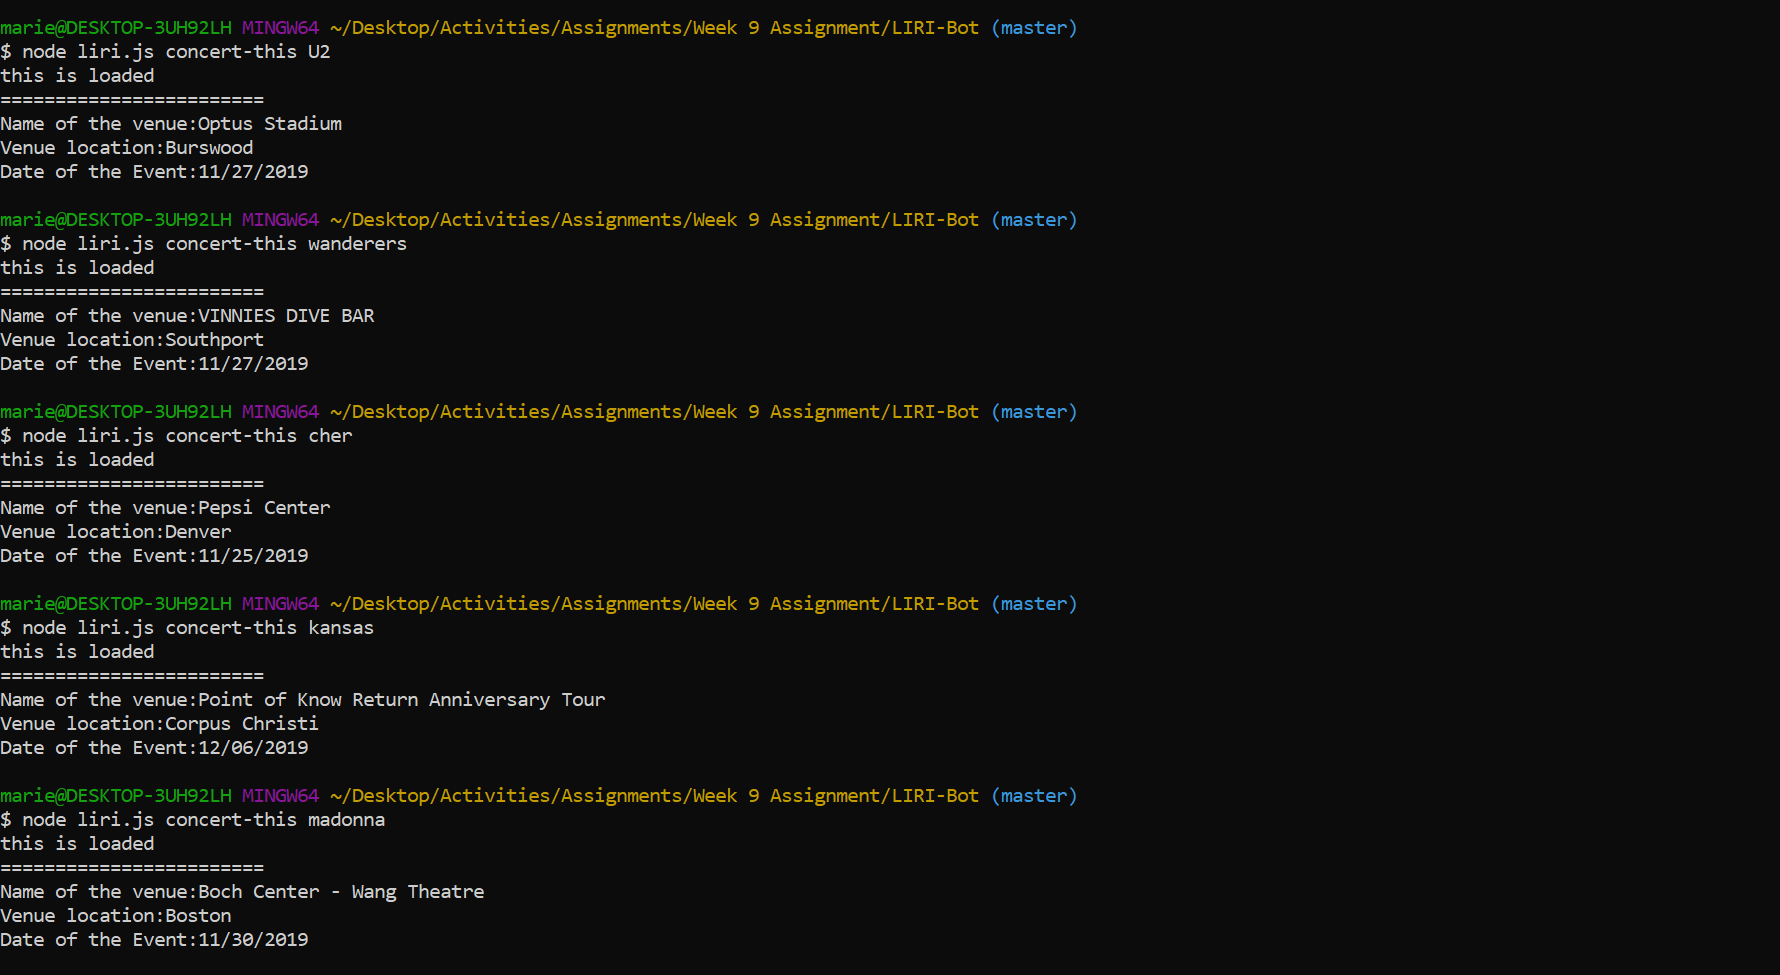 marie@DESKTOP-3UH92LH MINGW64 ~/Desktop/Activities/Assignments/Week 9 Assignment/LIRI-Bot (master)
$ node liri.js concert-this U2
this is loaded
========================
Name of the venue:Optus Stadium
Venue location:Burswood
Date of the Event:11/27/2019
marie@DESKTOP-3UH92LH MINGW64 ~/Desktop/Activities/Assignments/Week 9 Assignment/LIRI-Bot (master)
$ node liri.js concert-this wanderers
this is loaded
========================
Name of the venue:VINNIES DIVE BAR
Venue location:Southport
Date of the Event:11/27/2019
marie@DESKTOP-3UH92LH MINGW64 ~/Desktop/Activities/Assignments/Week 9 Assignment/LIRI-Bot (master)
$ node liri.js concert-this cher
this is loaded
========================
Name of the venue:Pepsi Center
Venue location:Denver
Date of the Event:11/25/2019
marie@DESKTOP-3UH92LH MINGW64 ~/Desktop/Activities/Assignments/Week 9 Assignment/LIRI-Bot (master)
$ node liri.js concert-this kansas
this is loaded
========================
Name of the venue:Point of Know Return Anniversary Tour
Venue location:Corpus Christi
Date of the Event:12/06/2019
marie@DESKTOP-3UH92LH MINGW64 ~/Desktop/Activities/Assignments/Week 9 Assignment/LIRI-Bot (master)
$ node liri.js concert-this madonna
this is loaded
========================
Name of the venue:Boch Center - Wang Theatre
Venue location:Boston
Date of the Event:11/30/2019